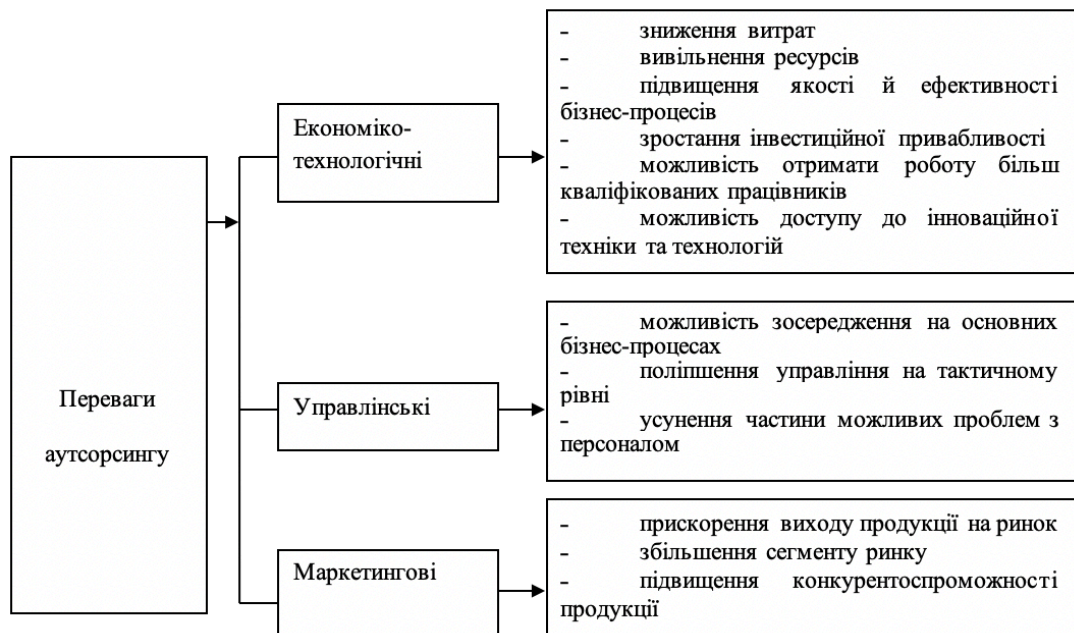 Переваги
аутсорсингу
Економіко-
технологічні
- зниження витрат
- вивільнення ресурсів
- підвищення якості й ефективності
бізнес-процесів
- зростання інвестиційної привабливості
- можливість отримати роботу більш
кваліфікованих працівників
- можливість доступу до інноваційної
техніки та технологій
Управлінські
- можливість зосередження на основних
бізнес-процесах
- поліпшення управління на тактичному
рівні
- усунення частини можливих проблем з
персоналом
Маркетингові
- прискорення виходу продукції на ринок
- збільшення сегменту ринку
- підвищення конкурентоспроможності
продукції